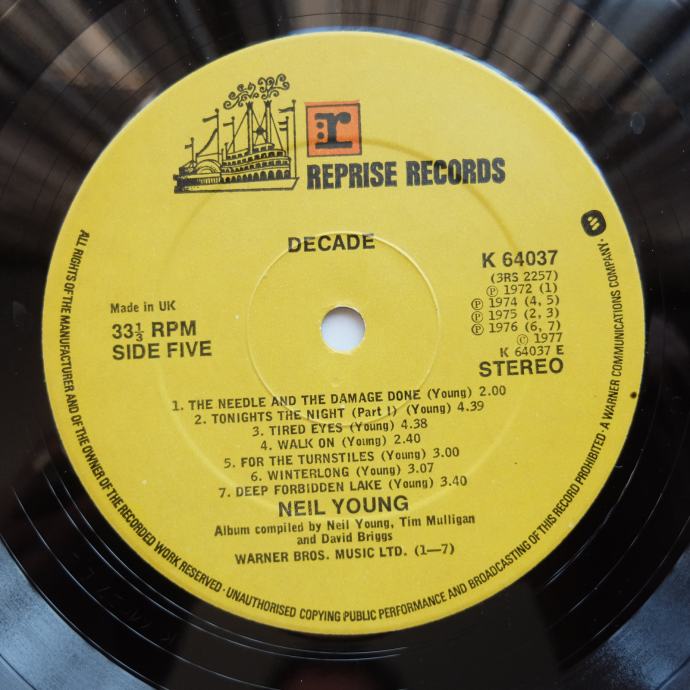 r
REPRISE RECORDS
DECADE
K 64037
(3RS 2257)
℗ 1972 (1)
℗ 1974 (4, 5)
℗ 1975 (2, 3)
℗ 1976 (6, 7)
© 1977
K 64037 E
STEREO
Made in UK
33⅓ RPM
SIDE FIVE
1. THE NEEDLE AND THE DAMAGE DONE (Young) 2.00
2. TONIGHTS THE NIGHT (Part I) (Young) 4.39
3. TIRED EYES (Young) 4.38
4. WALK ON (Young) 2.40
5. FOR THE TURNSTILES (Young) 3.00
6. WINTERLONG (Young) 3.07
7. DEEP FORBIDDEN LAKE (Young) 3.40
NEIL YOUNG
Album compiled by Neil Young, Tim Mulligan
and David Briggs
WARNER BROS. MUSIC LTD. (1—7)
ALL RIGHTS OF THE MANUFACTURER AND OF THE OWNER OF THE RECORDED WORK RESERVED · UNAUTHORISED COPYING PUBLIC PERFORMANCE AND BROADCASTING OF THIS RECORD PROHIBITED · A WARNER COMMUNICATIONS COMPANY ·